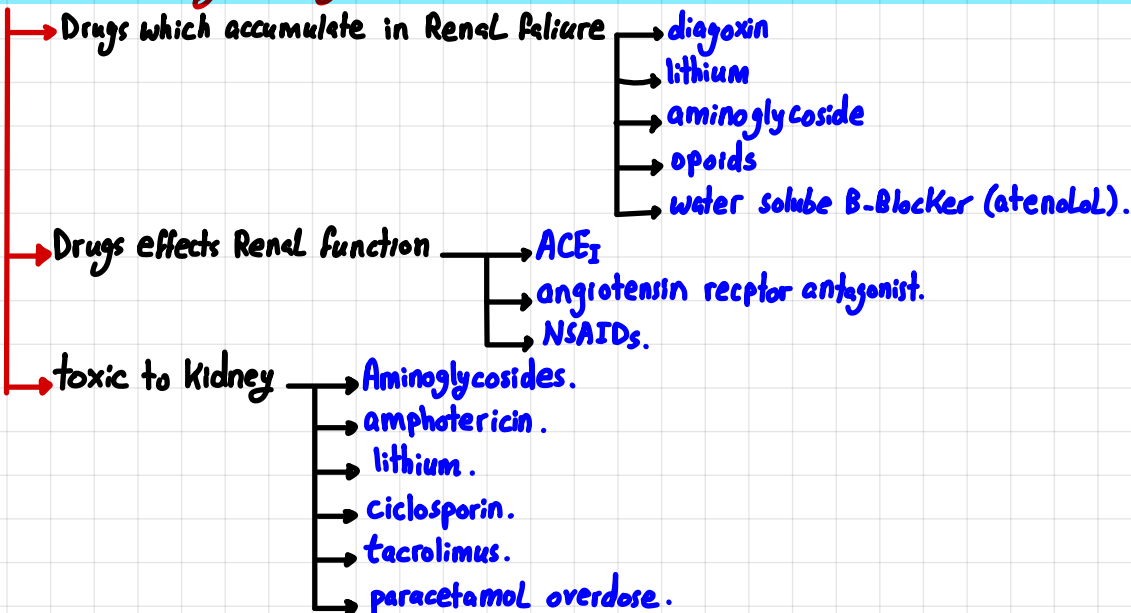 Drugs which accumulate in Renal faliure
diagoxin
lithium
aminoglycoside
opoids
water solube B-Blocker (atenolol).
Drugs effects Renal function
ACEI
angiotensin recptor antagonist.
NSAIDs.
toxic to kidney
Aminoglycosides.
amphotericin.
lithium.
ciclosporin.
tacrolimus.
paracetamol overdose.